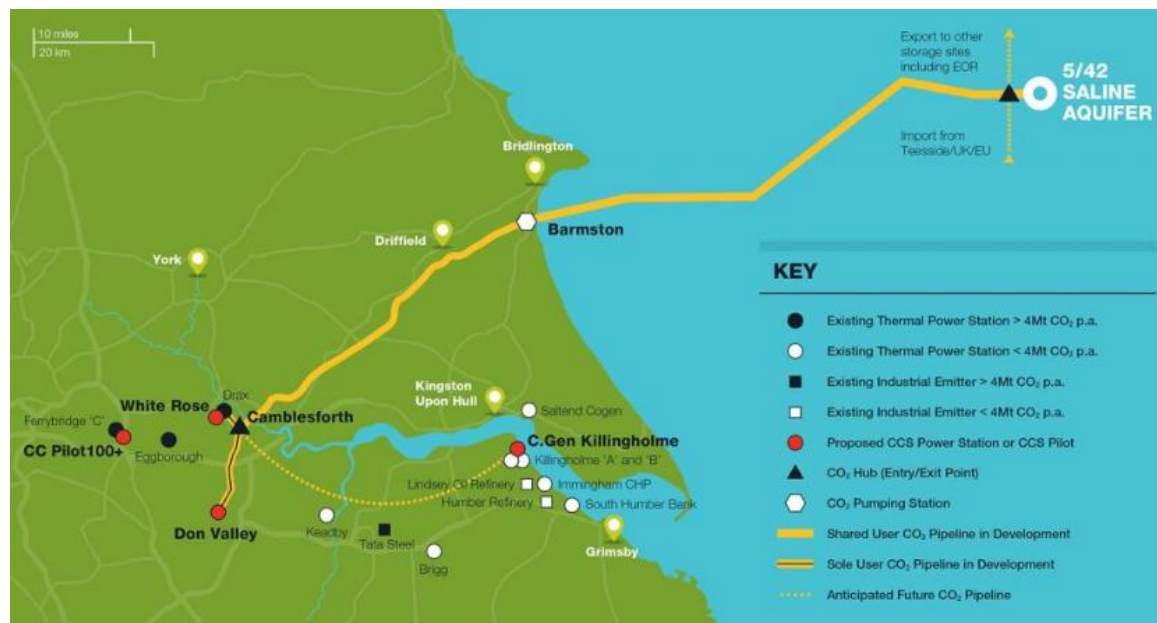 10 miles
20 km
Export to other
storage sites
including EOR
5/42
SALINE
AQUIFER
Import from
Teesside/UK/EU
Bridlington
Barmston
Driffield
York
KEY
Existing Thermal Power Station > 4Mt CO₂ p.a.
Existing Thermal Power Station < 4Mt CO₂ p.a.
Existing Industrial Emitter > 4Mt CO₂ p.a.
Existing Industrial Emitter < 4Mt CO₂ p.a.
Proposed CCS Power Station or CCS Pilot
CO₂ Hub (Entry/Exit Point)
CO₂ Pumping Station
Shared User CO₂ Pipeline in Development
Sole User CO₂ Pipeline in Development
Anticipated Future CO₂ Pipeline
Kingston
Upon Hull
Drax
White Rose
Camblesforth
Ferrybridge 'C'
CC Pilot100+
Eggborough
Saltend Cogen
C.Gen Killingholme
Killingholme 'A' and 'B'
Lindsey Oil Refinery
Immingham CHP
Humber Refinery
South Humber Bank
Don Valley
Keadby
Tata Steel
Brigg
Grimsby